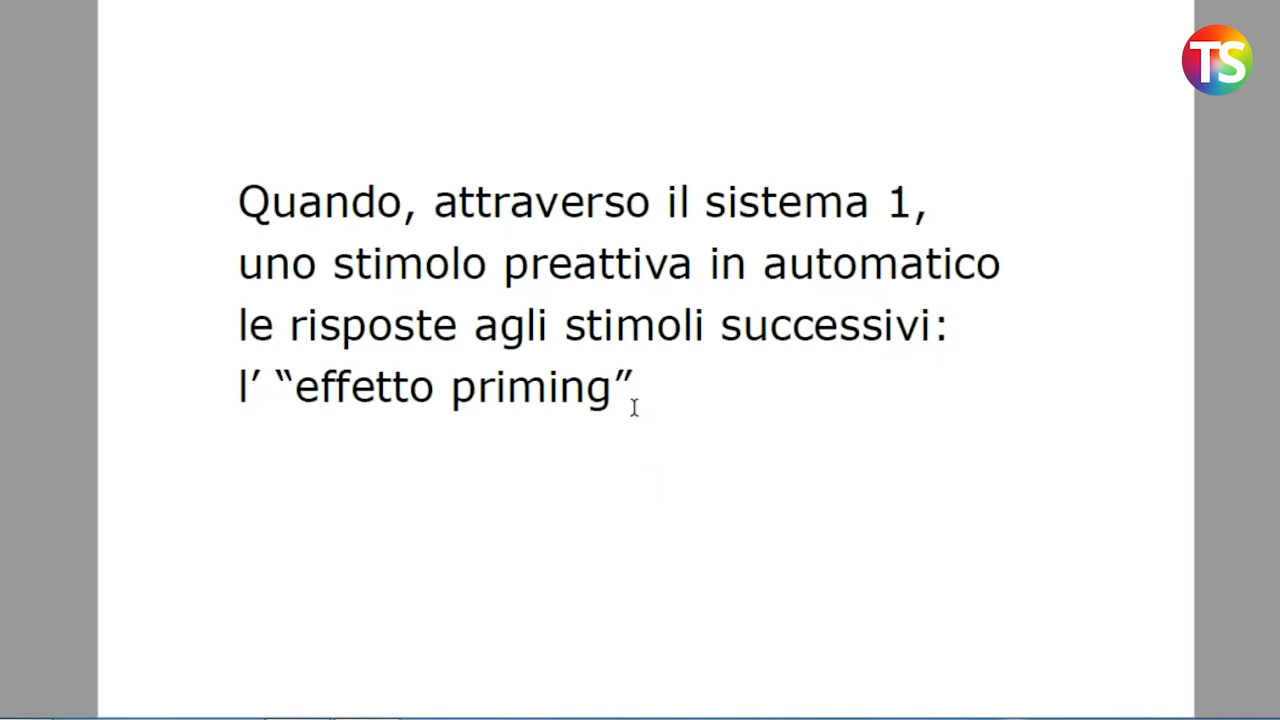 TS
Quando, attraverso il sistema 1,
uno stimolo preattiva in automatico
le risposte agli stimoli successivi:
l’ “effetto priming”